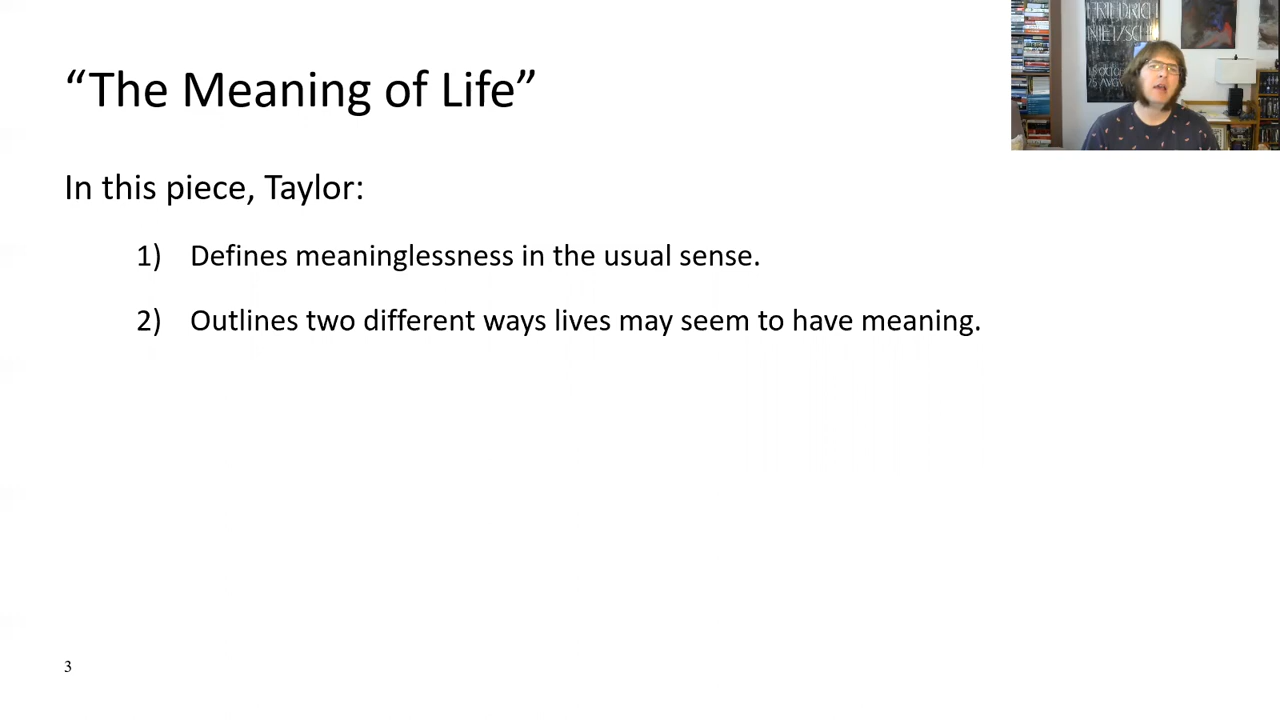 “The Meaning of Life”
In this piece, Taylor:
1) Defines meaninglessness in the usual sense.
2) Outlines two different ways lives may seem to have meaning.
3
FRIEDRICH